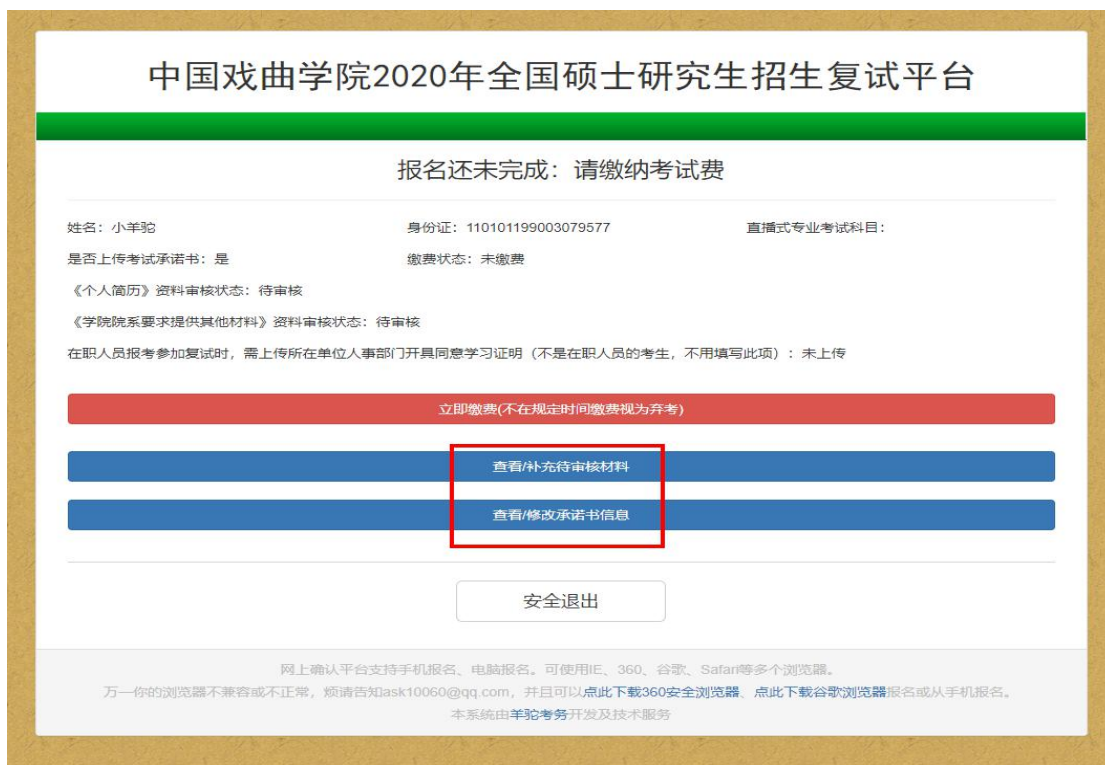 中国戏曲学院2020年全国硕士研究生招生复试平台
报名还未完成：请缴纳考试费
姓名：小羊驼 身份证：110101199003079577 直播式专业考试科目：
是否上传考试承诺书：是 缴费状态：未缴费
《个人简历》资料审核状态：待审核
《学院院系要求提供其他材料》资料审核状态：待审核
在职人员报考参加复试时，需上传所在单位人事部门开具同意学习证明（不是在职人员的考生，不用填写此项）：未上传
立即缴费(不在规定时间缴费视为弃考)
查看/补充待审核材料
查看/修改承诺书信息
安全退出
网上确认平台支持手机报名、电脑报名。可使用IE、360、谷歌、Safari等多个浏览器。
万一你的浏览器不兼容或不正常，烦请告知ask10060@qq.com，并且可以点此下载360安全浏览器、点此下载谷歌浏览器报名或从手机报名。
本系统由羊驼考务开发及技术服务